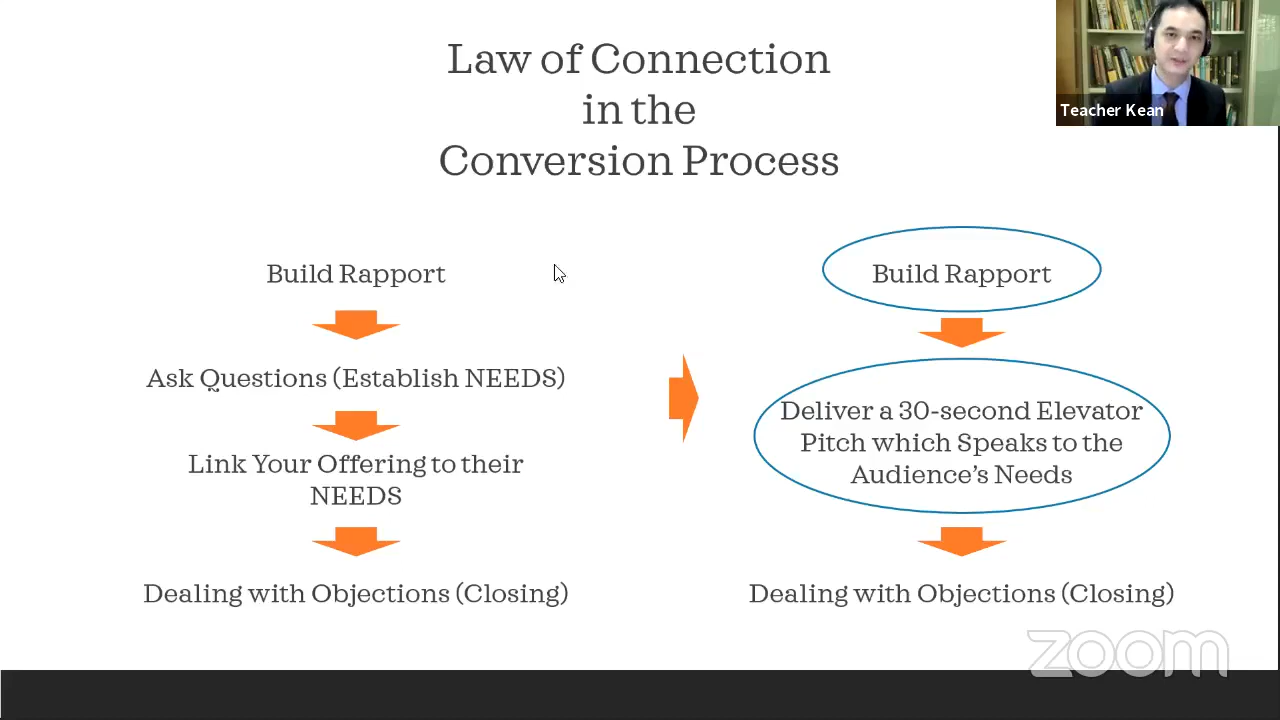 Law of Connection
in the
Conversion Process
Teacher Kean
Build Rapport
Ask Questions (Establish NEEDS)
Link Your Offering to their
NEEDS
Dealing with Objections (Closing)
Build Rapport
Deliver a 30-second Elevator
Pitch which Speaks to the
Audience’s Needs
Dealing with Objections (Closing)
zoom